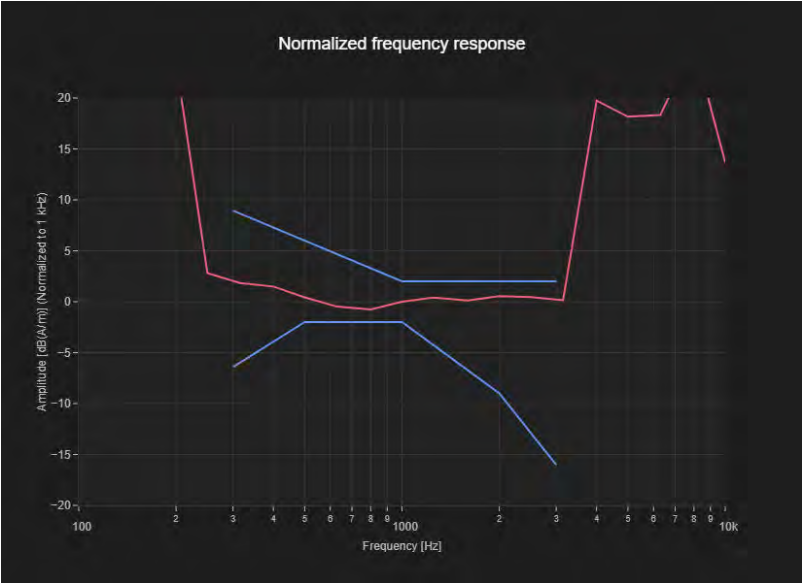 Normalized frequency response
Amplitude [dB(A/m)] (Normalized to 1 kHz)
20
15
10
5
0
−5
−10
−15
−20
100 2 3 4 5 6 7 8 9 1000 2 3 4 5 6 7 8 9 10k
Frequency [Hz]